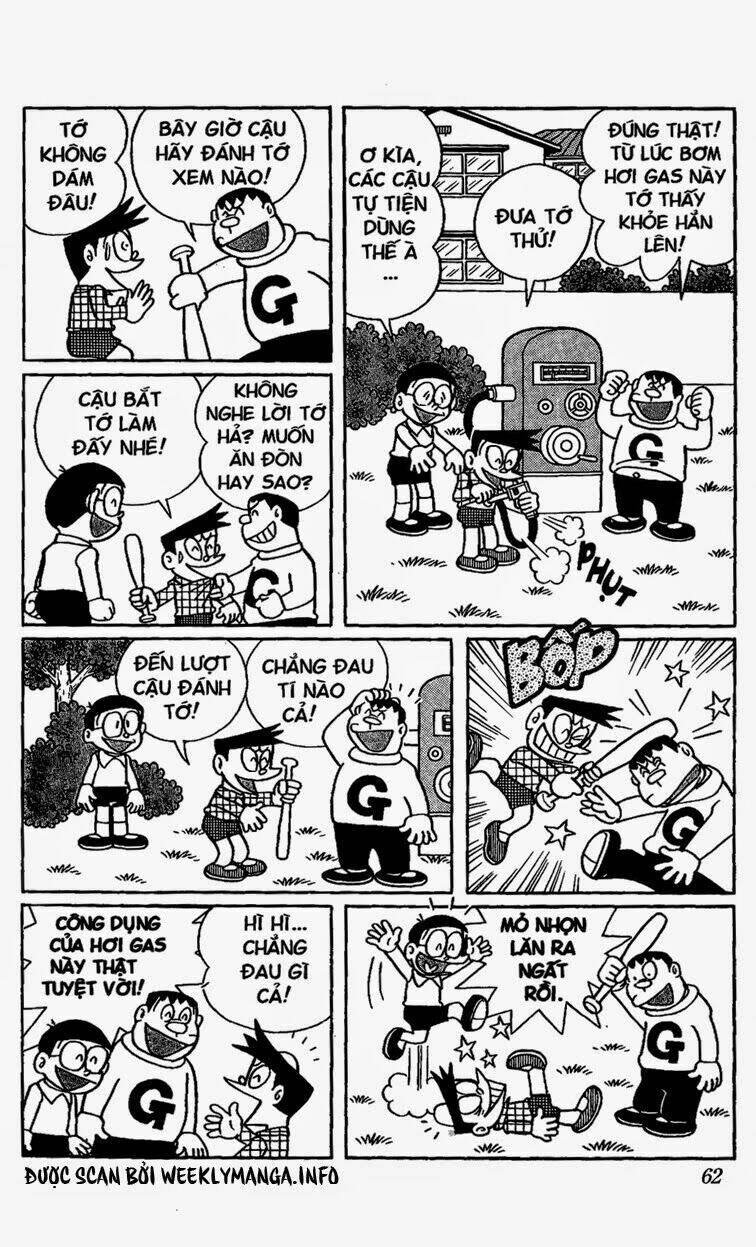 ĐÚNG THẬT!
TỪ LÚC BƠM
HƠI GAS NÀY
TỚ THẤY
KHỎE HẲN
LÊN!
ĐƯA TỚ
THỬ!
Ơ KÌA,
CÁC CẬU
TỰ TIỆN
DÙNG
THẾ À
...
PHỤT
BÂY GIỜ CẬU
HÃY ĐÁNH TỚ
XEM NÀO!
TỚ
KHÔNG
DÁM
ĐÂU!
G
G
KHÔNG
NGHE LỜI TỚ
HẢ? MUỐN
ĂN ĐÒN
HAY SAO?
CẬU BẮT
TỚ LÀM
ĐẤY NHÉ!
G
BỘP
G
CHẲNG ĐAU
TI NÀO
CẢ!
ĐẾN LƯỢT
CẬU ĐÁNH
TỚ!
G
MỎ NHỌN
LĂN RA
NGẤT
RỒI.
G
HÌ HÌ...
CHẲNG
ĐAU GÌ
CẢ!
CÔNG DỤNG
CỦA HƠI GAS
NÀY THẬT
TUYỆT VỜI!
G
ĐƯỢC SCAN BỞI WEEKLYMANGA.INFO
62